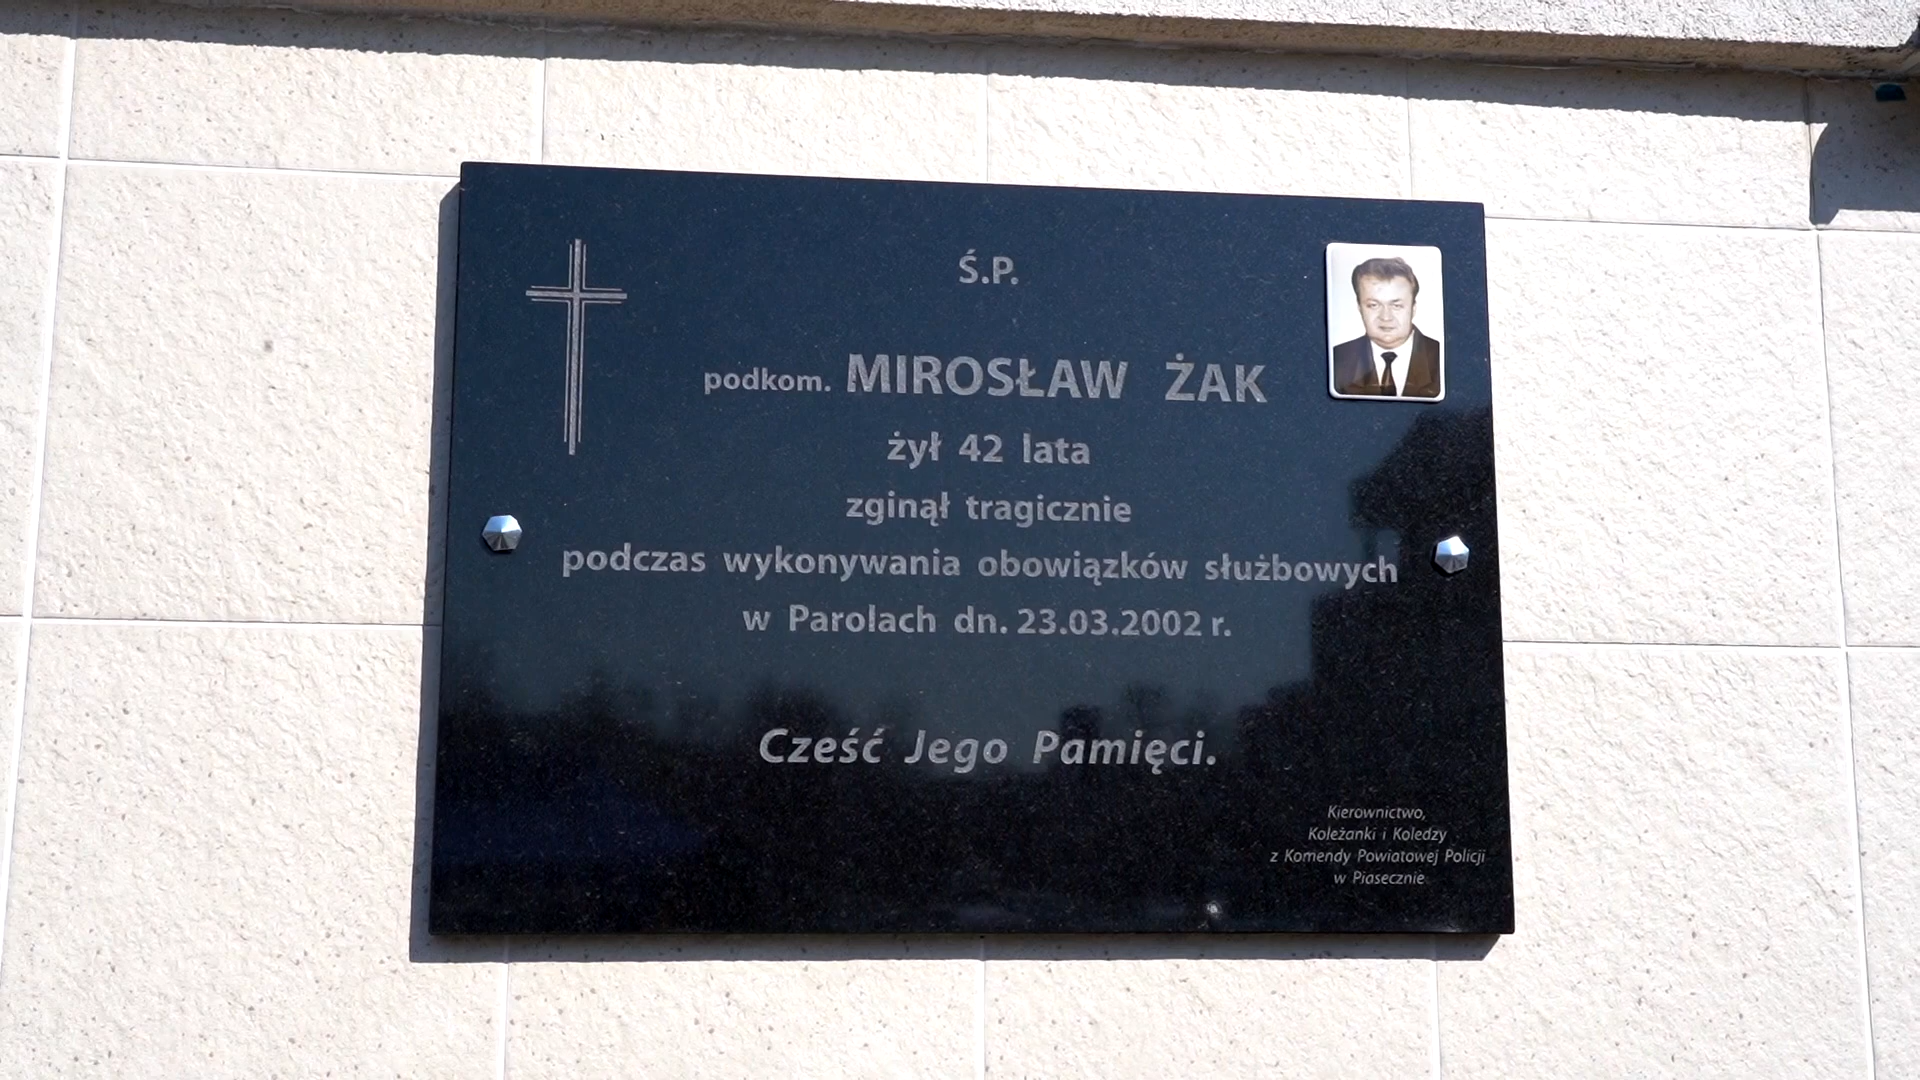 Ś.P.
podkom. MIROSŁAW ŻAK
żył 42 lata
zginął tragicznie
podczas wykonywania obowiązków służbowych
w Parolach dn. 23.03.2002 r.
Cześć Jego Pamięci.
Kierownictwo,
Koleżanki i Koledzy
z Komendy Powiatowej Policji
w Piasecznie